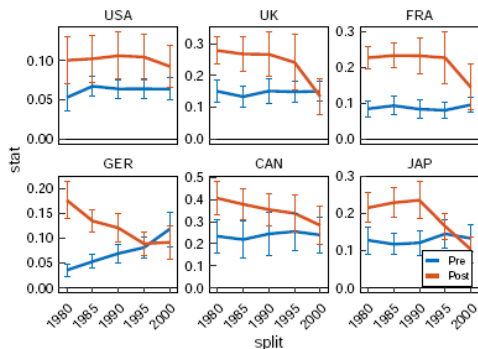 USA UK FRA
0.10 0.05 0.00
0.3 0.2 0.1 0.0
0.3 0.2 0.1 0.0
stat
GER CAN JAP
0.20 0.15 0.10 0.05 0.00
0.5 0.4 0.3 0.2 0.1 0.0
0.3 0.2 0.1 0.0
Pre
Post
1980 1985 1990 1995 2000 1980 1985 1990 1995 2000 1980 1985 1990 1995 2000
split